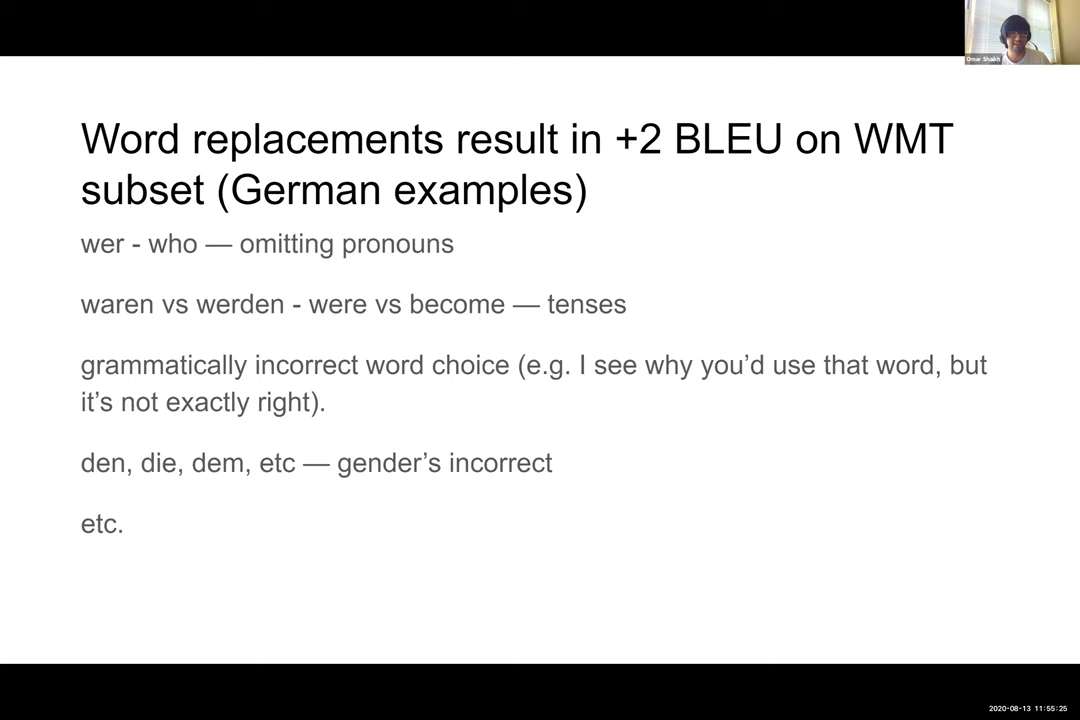 Omar Shaikh
Word replacements result in +2 BLEU on WMT
subset (German examples)
wer - who — omitting pronouns
waren vs werden - were vs become — tenses
grammatically incorrect word choice (e.g. I see why you’d use that word, but
it’s not exactly right).
den, die, dem, etc — gender’s incorrect
etc.
2020-08-13 11:55:25